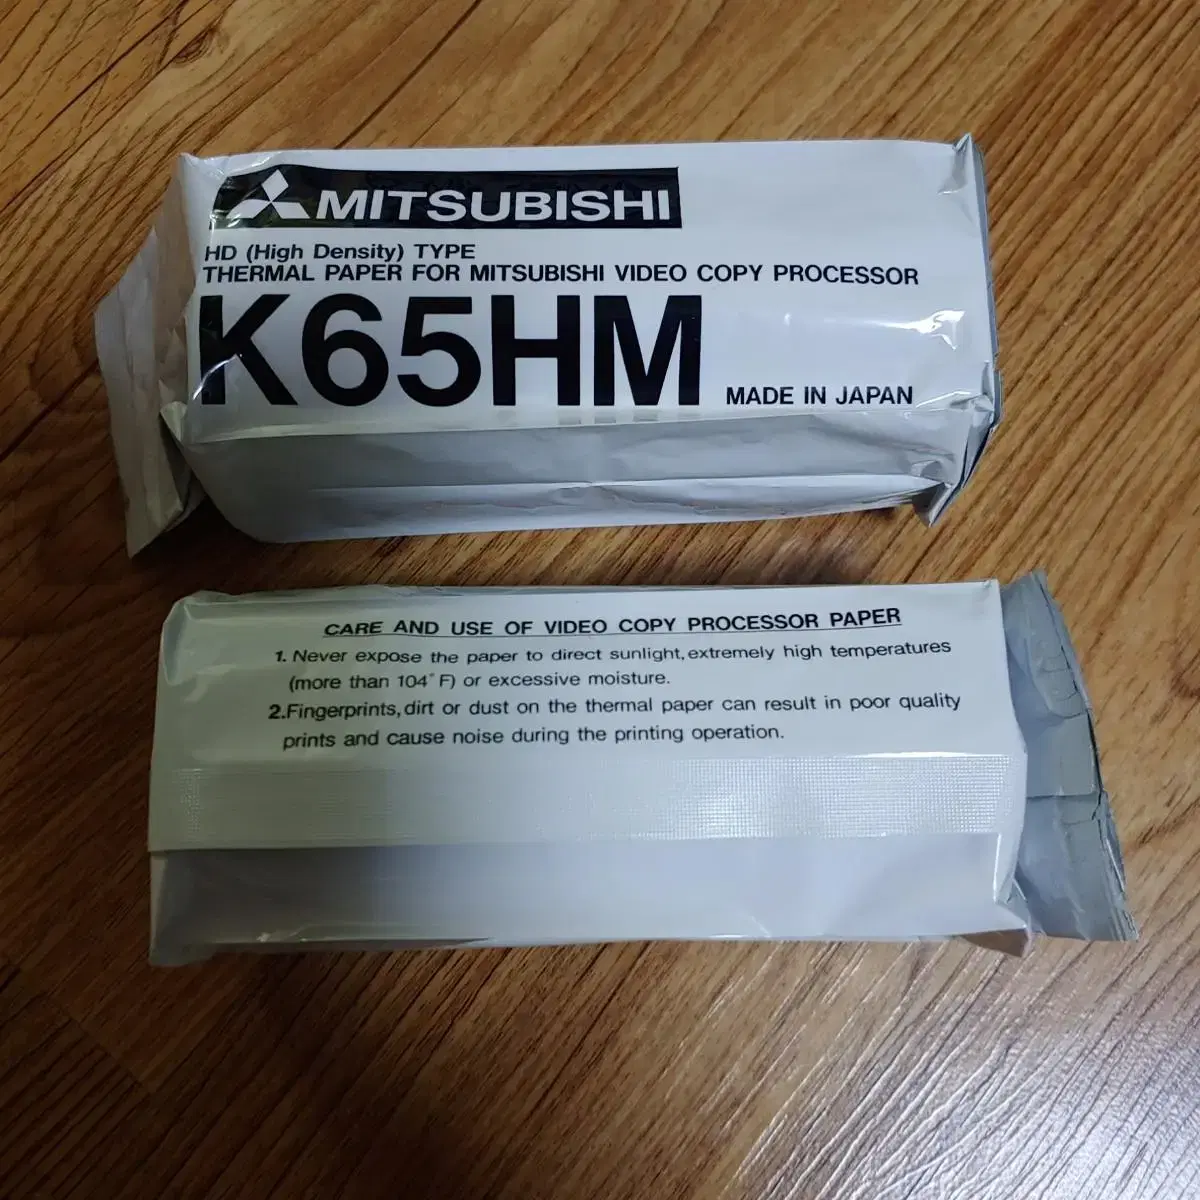 MITSUBISHI
HD (High Density) TYPE
THERMAL PAPER FOR MITSUBISHI VIDEO COPY PROCESSOR
K65HM
MADE IN JAPAN
CARE AND USE OF VIDEO COPY PROCESSOR PAPER
1. Never expose the paper to direct sunlight, extremely high temperatures
(more than 104°F) or excessive moisture.
2.Fingerprints, dirt or dust on the thermal paper can result in poor quality
prints and cause noise during the printing operation.